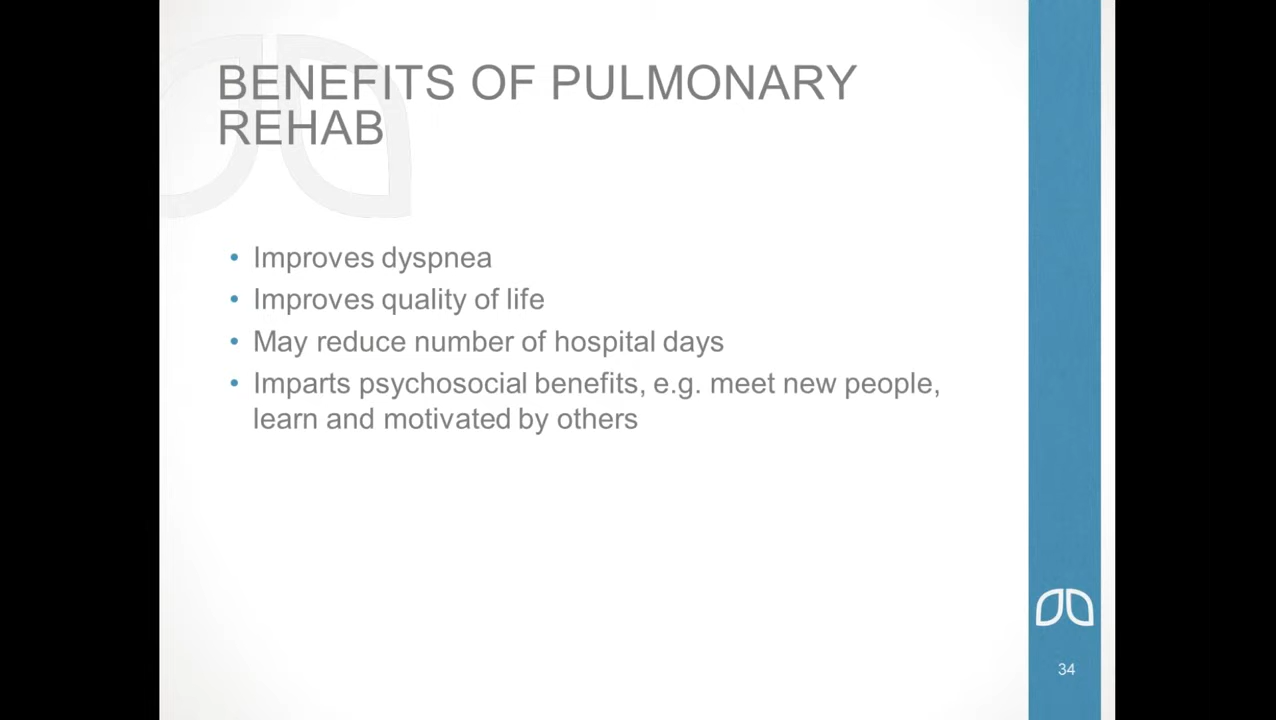 BENEFITS OF PULMONARY
REHAB
• Improves dyspnea
• Improves quality of life
• May reduce number of hospital days
• Imparts psychosocial benefits, e.g. meet new people,
learn and motivated by others
34